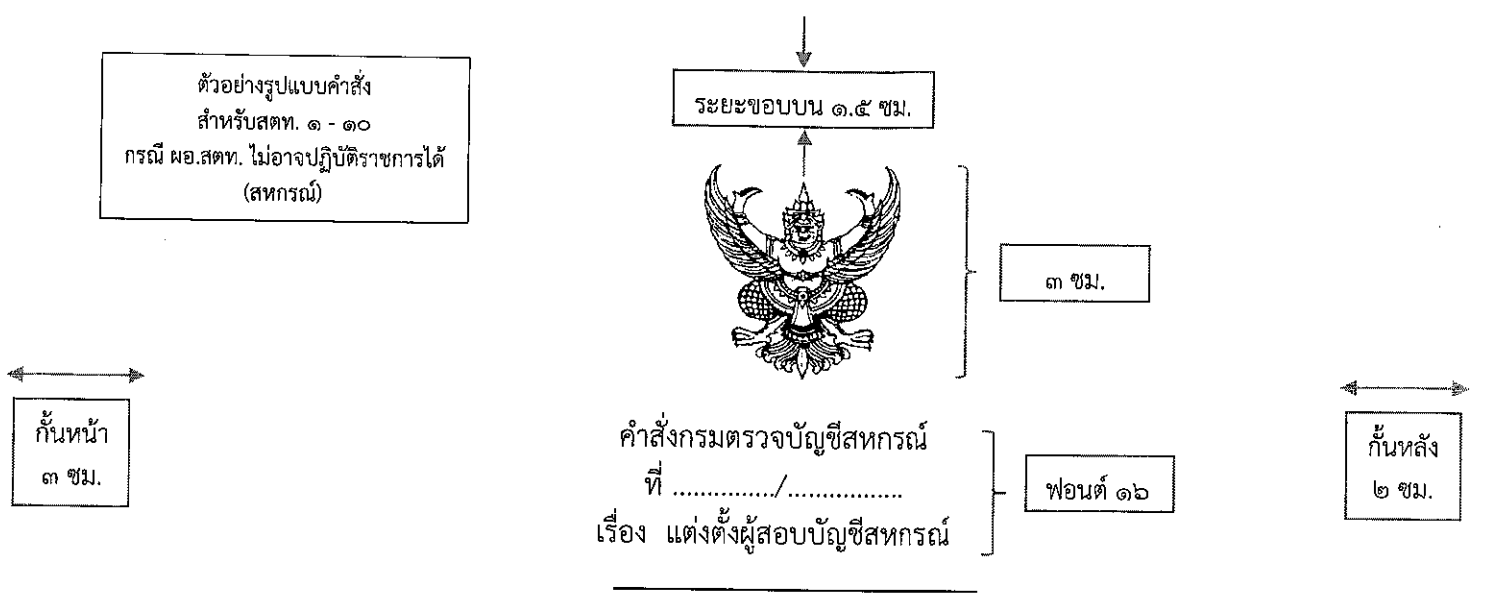 ตัวอย่างรูปแบบคำสั่ง
สำหรับสตท. ๑ - ๑๐
กรณี ผอ.สตท. ไม่อาจปฏิบัติราชการได้
(สหกรณ์)
ระยะขอบบน ๑.๕ ซม.
๓ ซม.
กั้นหน้า
๓ ซม.
คำสั่งกรมตรวจบัญชีสหกรณ์
ที่ .............../.................
เรื่อง แต่งตั้งผู้สอบบัญชีสหกรณ์
ฟอนต์ ๑๖
กั้นหลัง
๒ ซม.